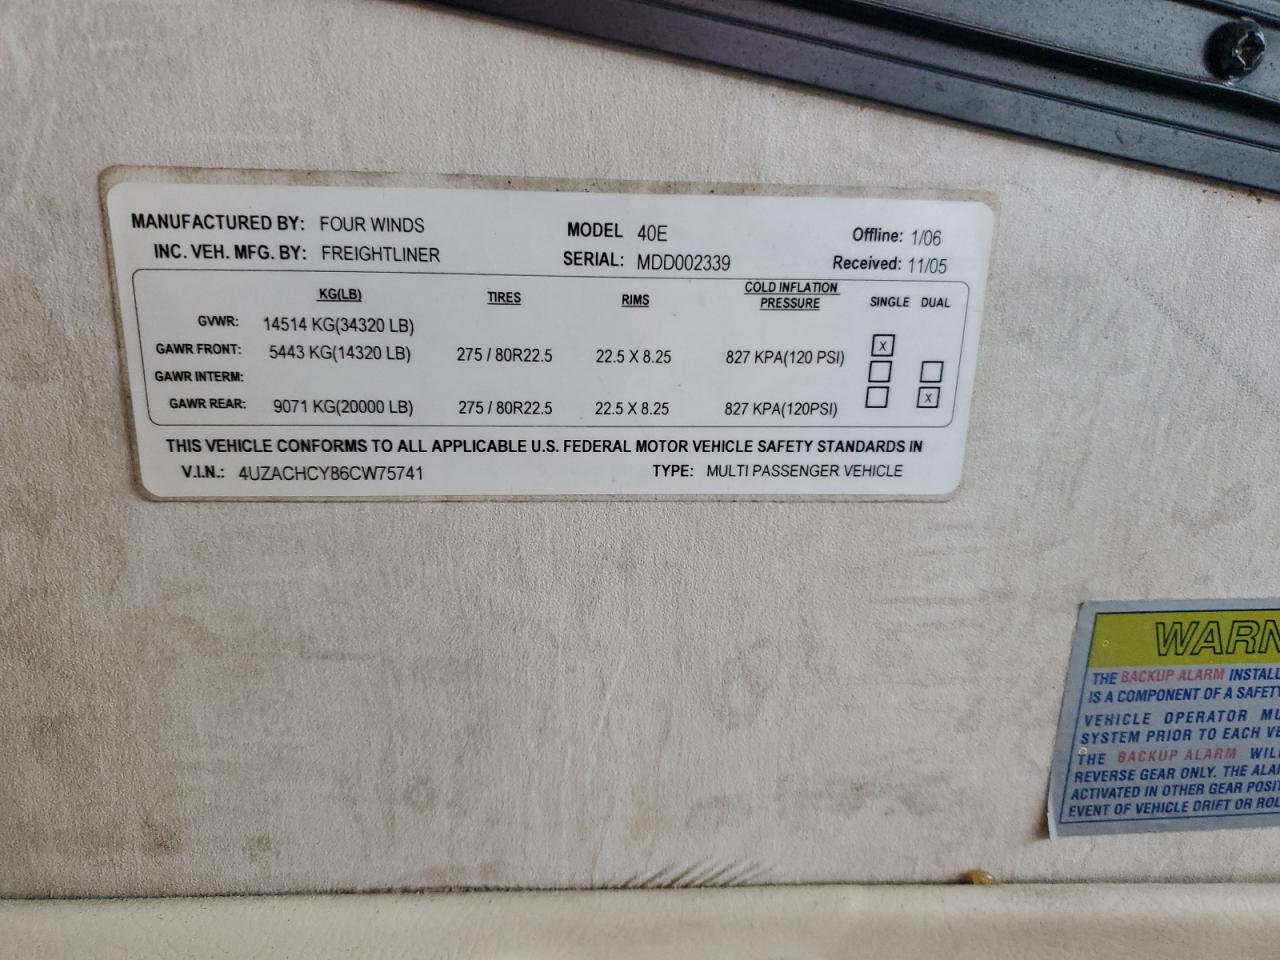 MANUFACTURED BY: FOUR WINDS MODEL 40E Offline: 1/06
INC. VEH. MFG. BY: FREIGHTLINER SERIAL: MDD002339 Received: 11/05
KG(LB) TIRES RIMS COLD INFLATION PRESSURE SINGLE DUAL
GVWR: 14514 KG(34320 LB)
GAWR FRONT: 5443 KG(14320 LB) 275 / 80R22.5 22.5 X 8.25 827 KPA(120 PSI) X
GAWR INTERM:
GAWR REAR: 9071 KG(20000 LB) 275 / 80R22.5 22.5 X 8.25 827 KPA(120PSI) X
THIS VEHICLE CONFORMS TO ALL APPLICABLE U.S. FEDERAL MOTOR VEHICLE SAFETY STANDARDS IN
V.I.N.: 4UZACHCY86CW75741 TYPE: MULTI PASSENGER VEHICLE
WARN
THE BACKUP ALARM INSTALL
IS A COMPONENT OF A SAFETY
VEHICLE OPERATOR MU
SYSTEM PRIOR TO EACH VE
THE BACKUP ALARM WIL
REVERSE GEAR ONLY. THE ALA
ACTIVATED IN OTHER GEAR POSIT
EVENT OF VEHICLE DRIFT OR ROL